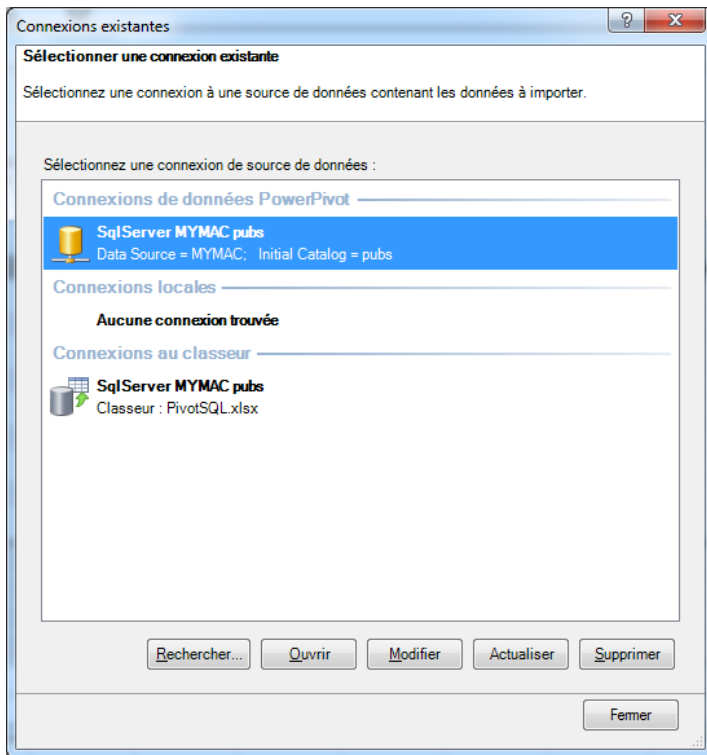 Connexions existantes
Sélectionner une connexion existante
Sélectionnez une connexion à une source de données contenant les données à importer.
Sélectionnez une connexion de source de données :
Connexions de données PowerPivot
SqlServer MYMAC pubs
Data Source = MYMAC;   Initial Catalog = pubs
Connexions locales
Aucune connexion trouvée
Connexions au classeur
SqlServer MYMAC pubs
Classeur : PivotSQL.xlsx
Rechercher... Ouvrir Modifier Actualiser Supprimer
Fermer